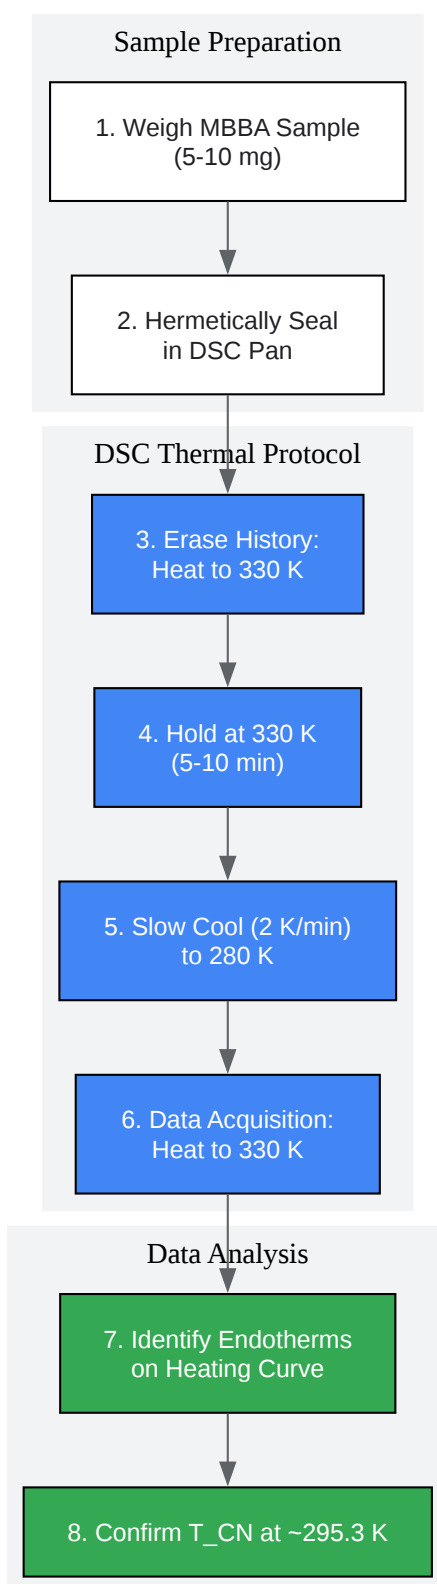 Sample Preparation
1. Weigh MBBA Sample
(5-10 mg)
2. Hermetically Seal
in DSC Pan
DSC Thermal Protocol
3. Erase History:
Heat to 330 K
4. Hold at 330 K
(5-10 min)
5. Slow Cool (2 K/min)
to 280 K
6. Data Acquisition:
Heat to 330 K
Data Analysis
7. Identify Endotherms
on Heating Curve
8. Confirm T_CN at ~295.3 K